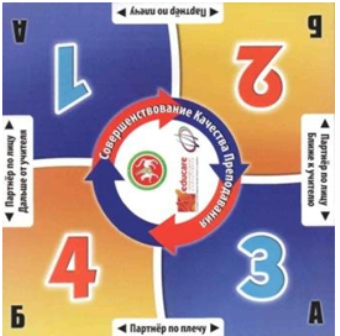 ◄ Партнёр по плечу ►
А
Б
1
2
Совершенствование Качества Преподавания
educare
◄ Партнёр по лицу ►
Дальше от учителя
◄ Партнёр по лицу ►
Ближе к учителю
4
3
Б
А
◄ Партнёр по плечу ►